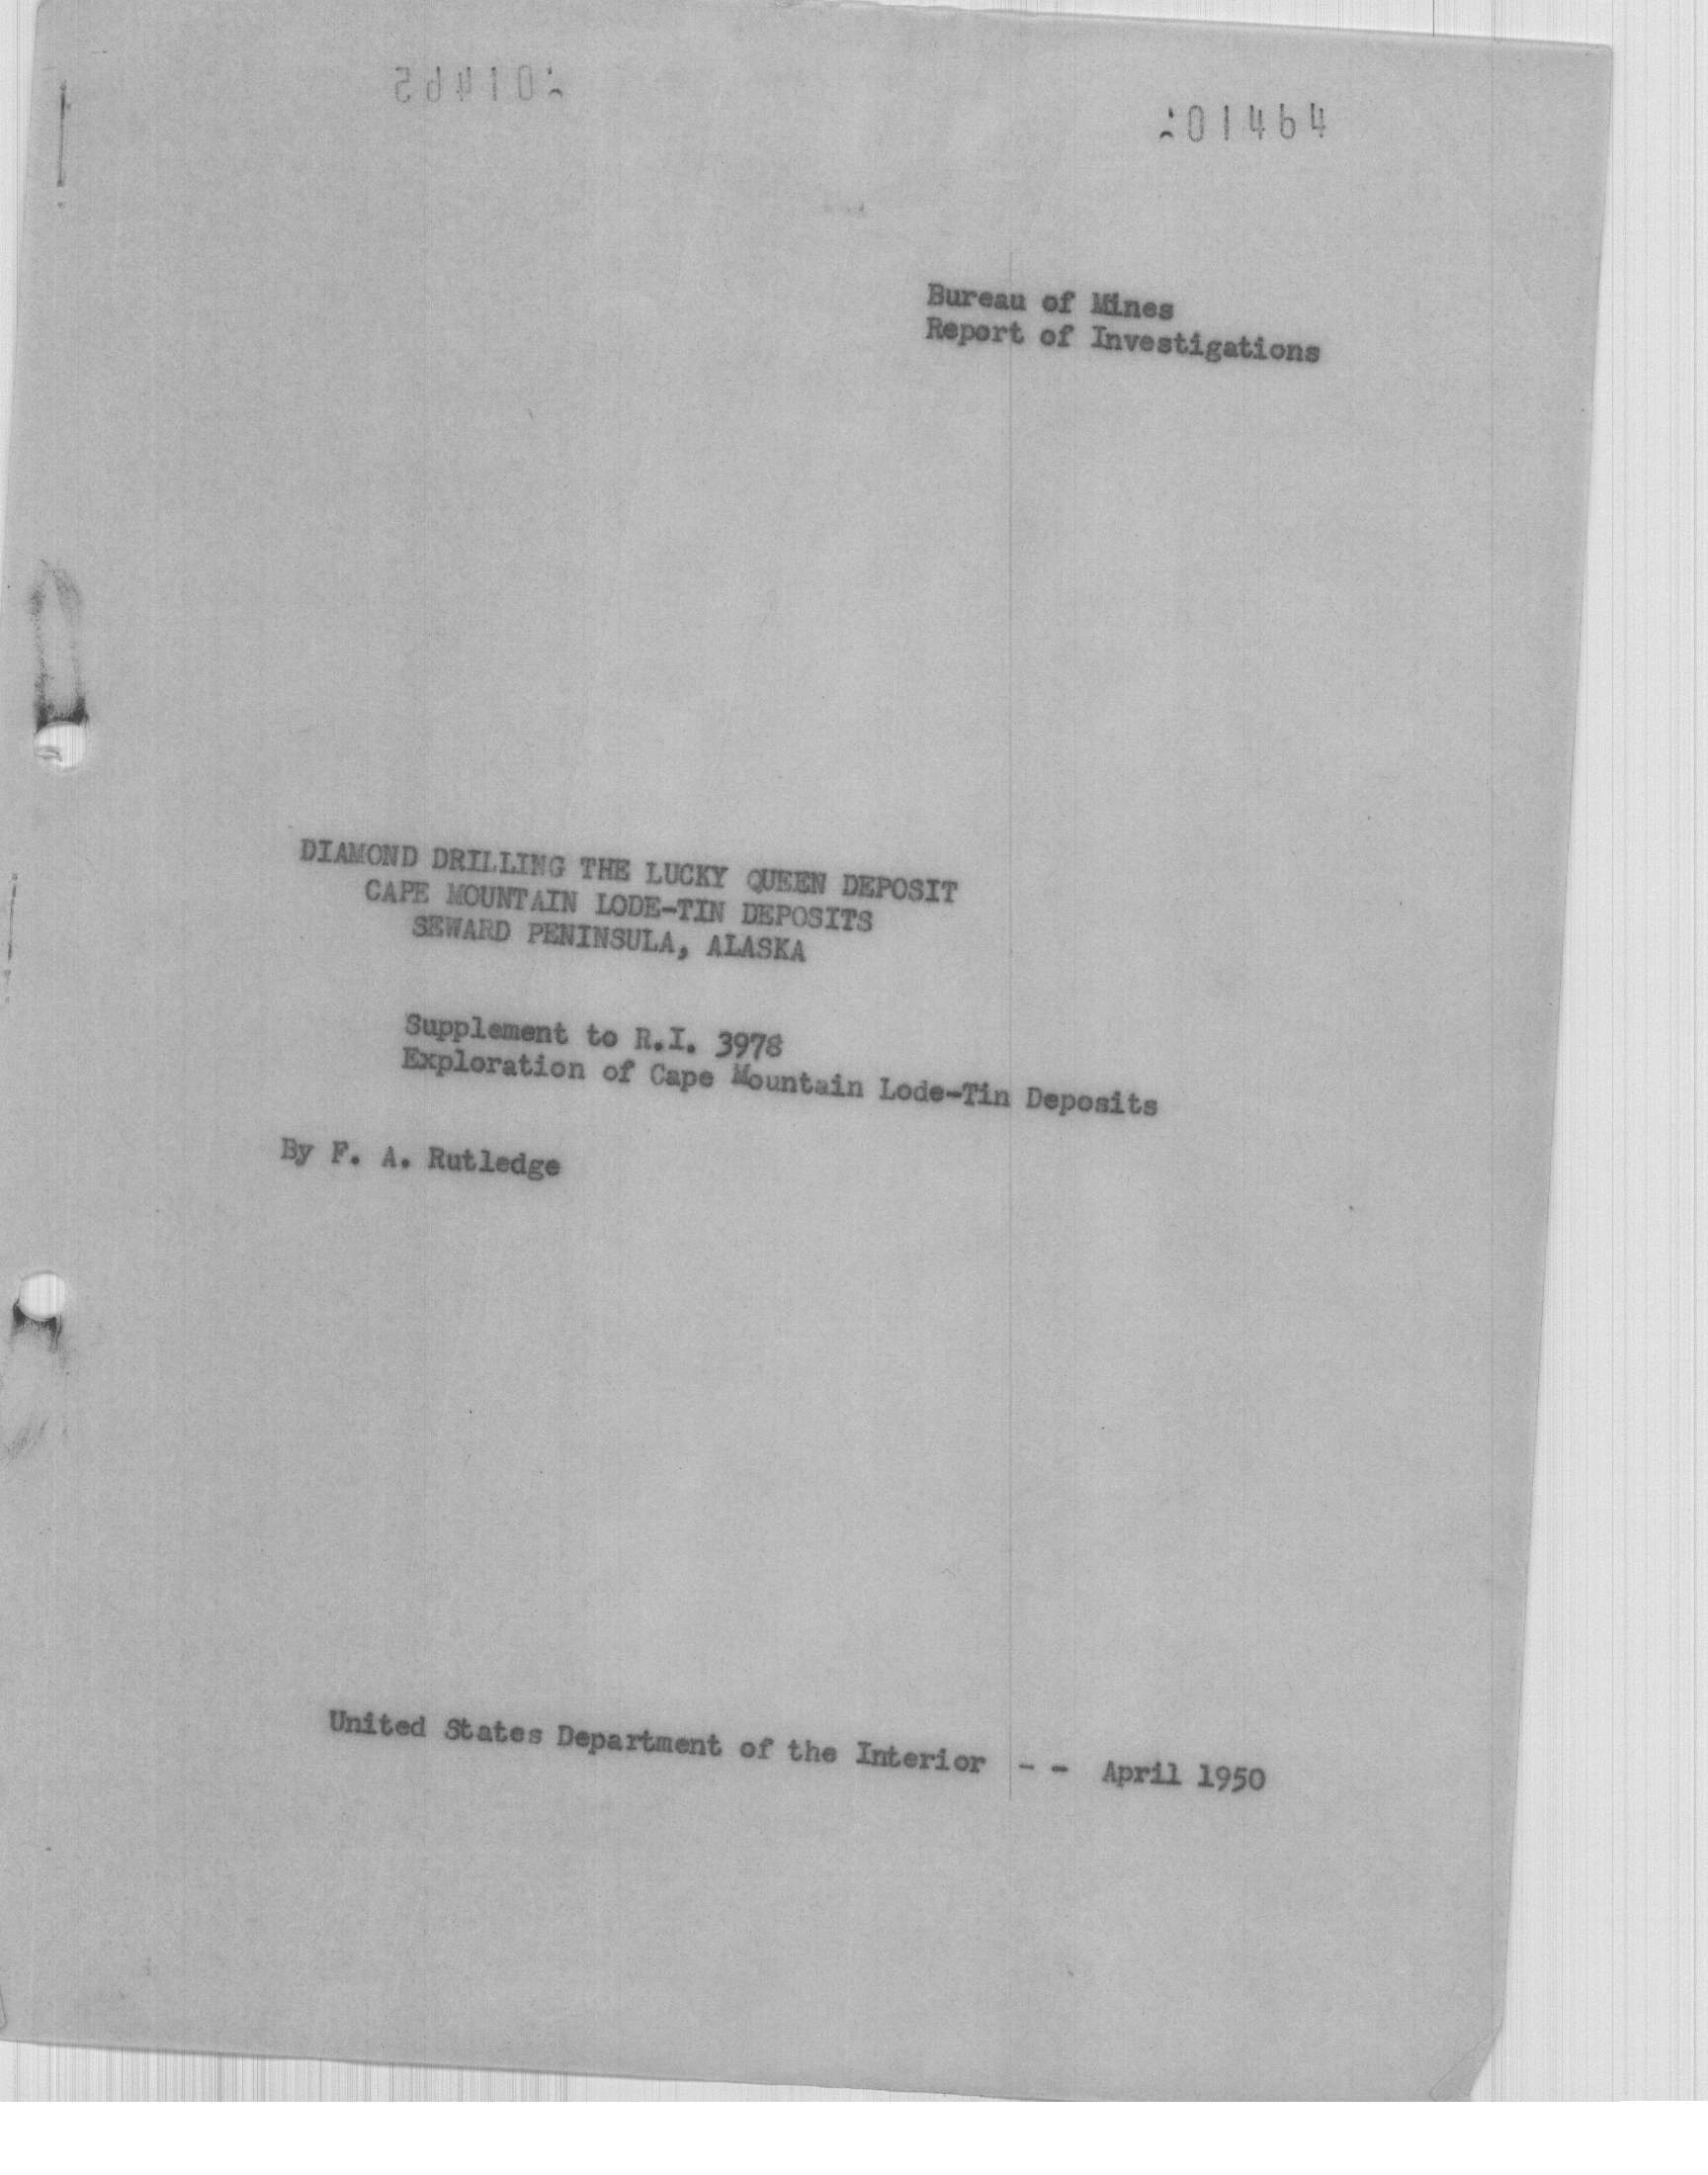 201464
Bureau of Mines
Report of Investigations
DIAMOND DRILLING THE LUCKY QUEEN DEPOSIT
CAPE MOUNTAIN LODE-TIN DEPOSITS
SEWARD PENINSULA, ALASKA
Supplement to R.I. 3978
Exploration of Cape Mountain Lode-Tin Deposits
By F. A. Rutledge
United States Department of the Interior -- April 1950